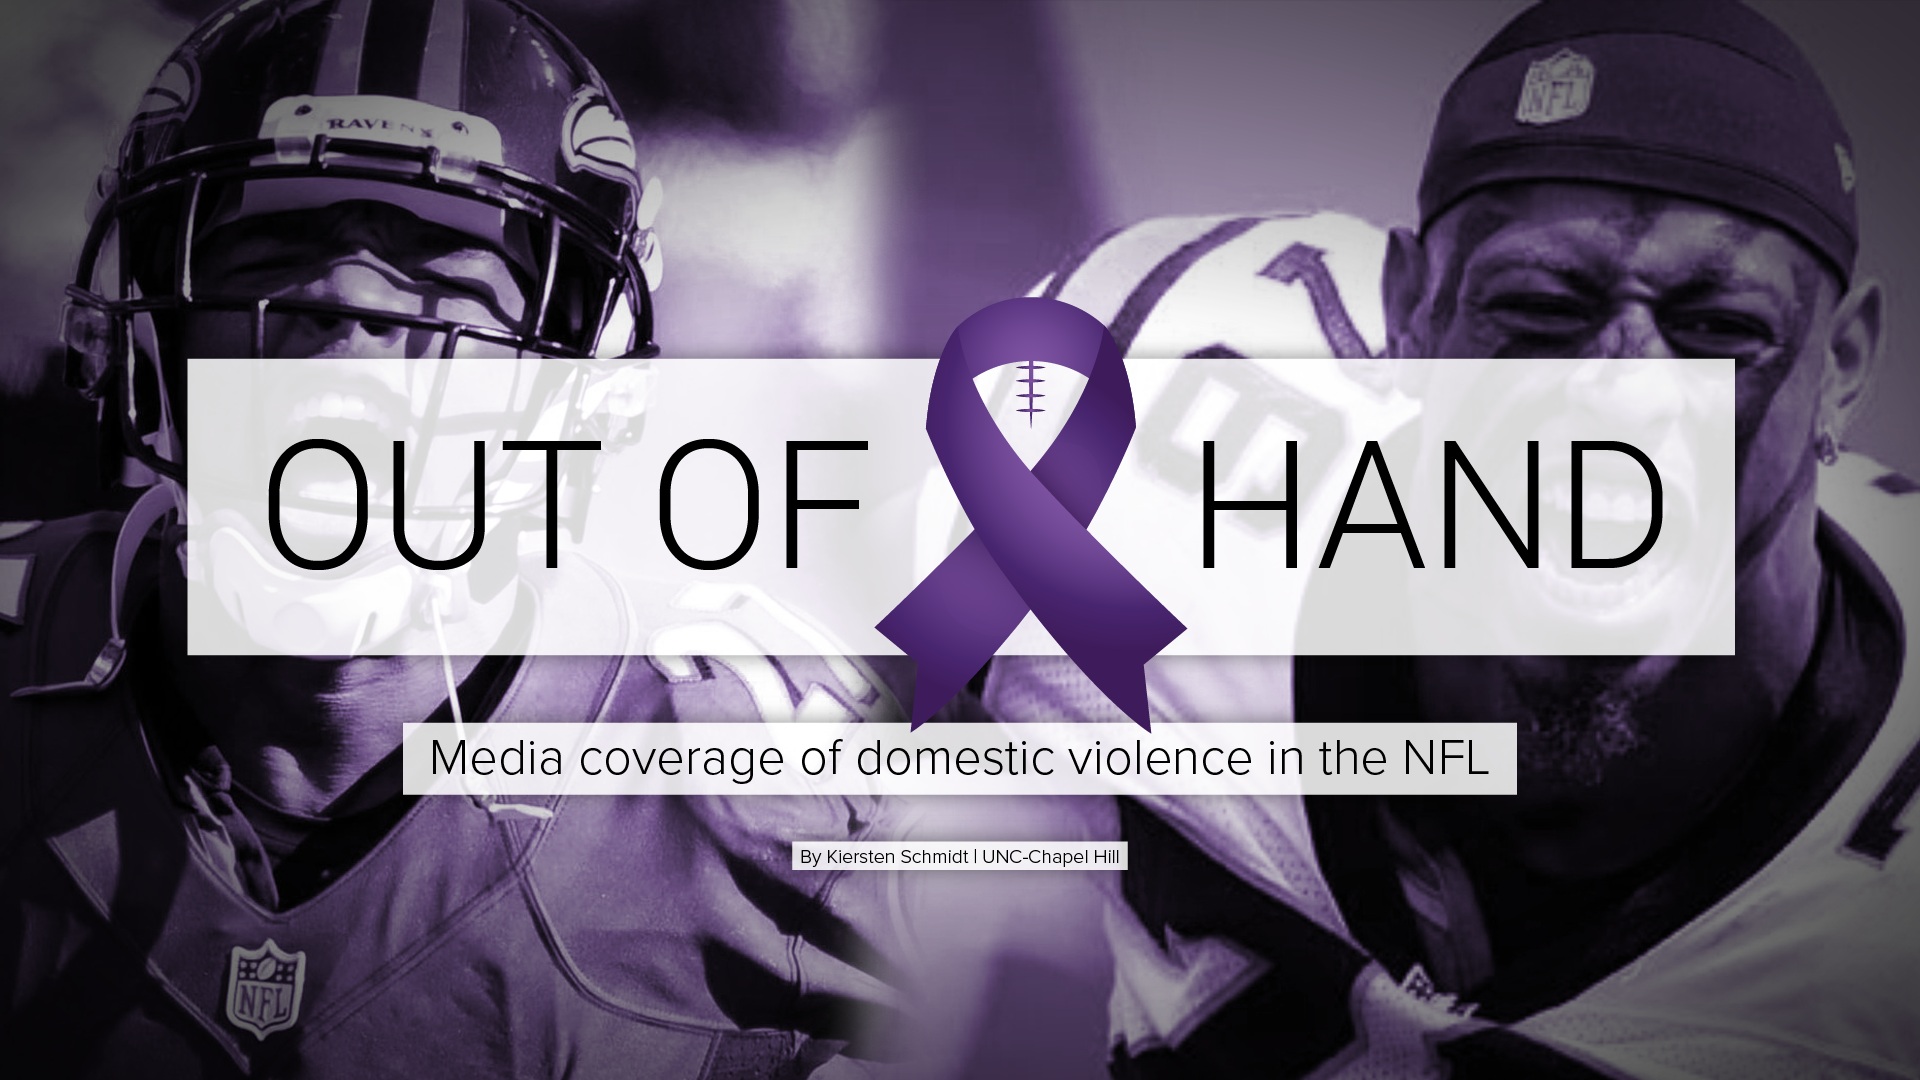 RAVENS
NFL
OUT OF HAND
Media coverage of domestic violence in the NFL
By Kiersten Schmidt | UNC-Chapel Hill
NFL